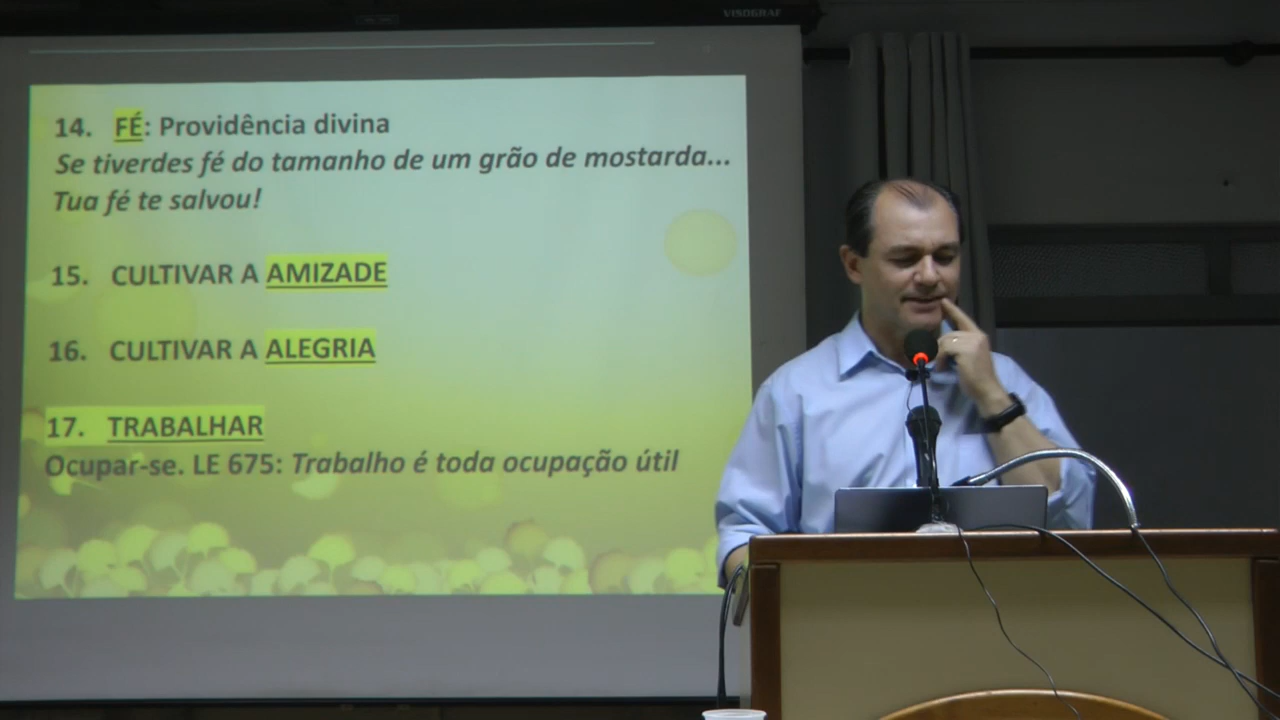 VISOGRAF
14. FÉ: Providência divina
Se tiverdes fé do tamanho de um grão de mostarda...
Tua fé te salvou!
15. CULTIVAR A AMIZADE
16. CULTIVAR A ALEGRIA
17. TRABALHAR
Ocupar-se. LE 675: Trabalho é toda ocupação útil